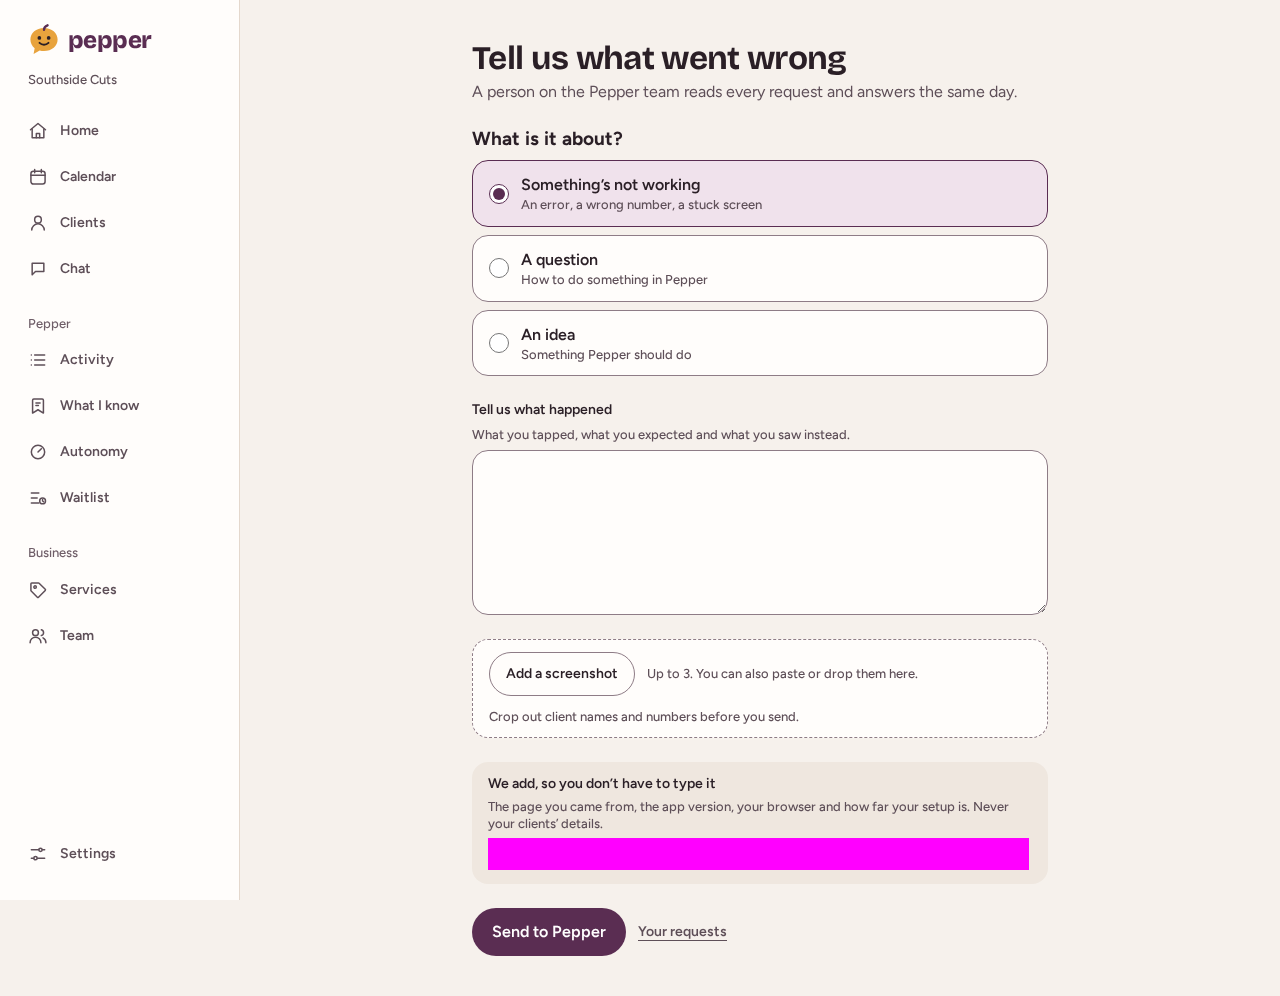 pepper
Southside Cuts
Home
Calendar
Clients
Chat
Pepper
Activity
What I know
Autonomy
Waitlist
Business
Services
Team
Settings
Tell us what went wrong
A person on the Pepper team reads every request and answers the same day.
What is it about?
Something’s not working
An error, a wrong number, a stuck screen
A question
How to do something in Pepper
An idea
Something Pepper should do
Tell us what happened
What you tapped, what you expected and what you saw instead.
Add a screenshot
Up to 3. You can also paste or drop them here.
Crop out client names and numbers before you send.
We add, so you don’t have to type it
The page you came from, the app version, your browser and how far your setup is. Never
your clients’ details.
Send to Pepper
Your requests